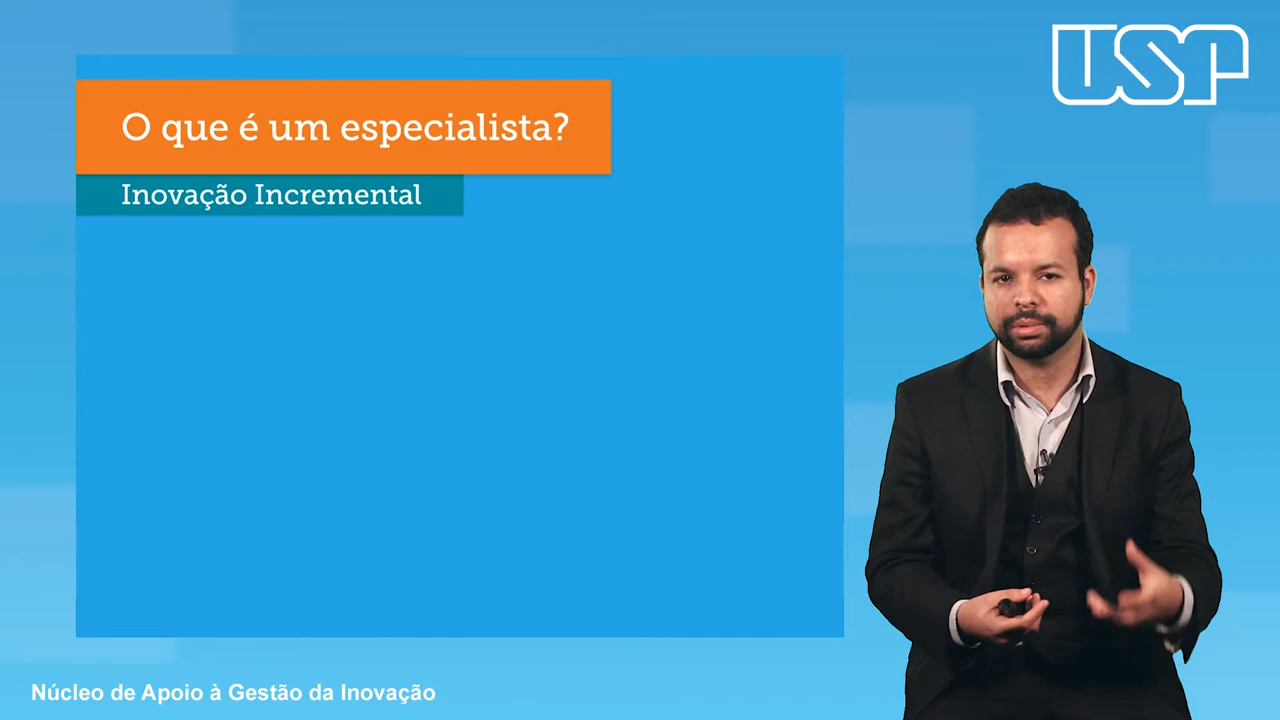 USP
O que é um especialista?
Inovação Incremental
Núcleo de Apoio à Gestão da Inovação